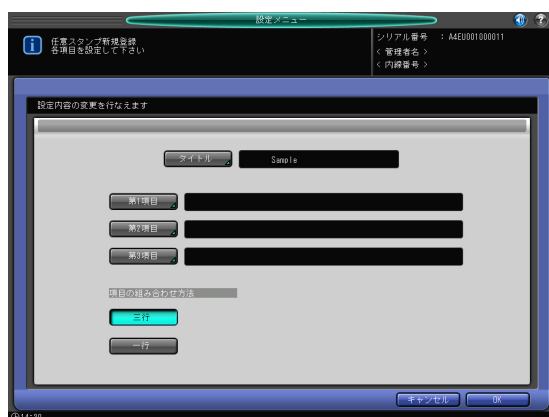 設定メニュー
任意スタンプ新規登録
各項目を設定して下さい
シリアル番号 : A4EU001000011
< 管理者名 >
< 内線番号 >
設定内容の変更を行なえます
タイトル Sample
第1項目
第2項目
第3項目
項目の組み合わせ方法
三行
一行
キャンセル OK